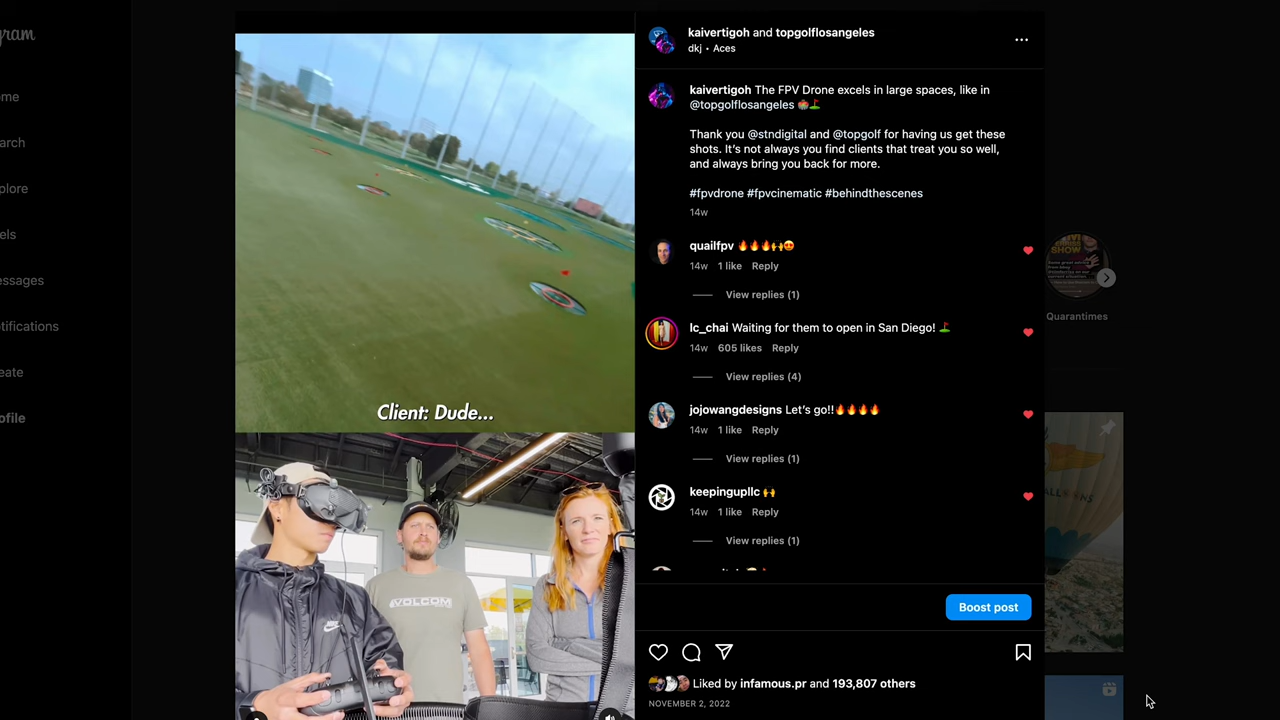 gram
me
arch
plore
els
essages
tifications
eate
ofile
Client: Dude...
VOLCOM
kaivertigoh and topgolflosangeles
dkj • Aces
kaivertigoh The FPV Drone excels in large spaces, like in
@topgolflosangeles
Thank you @stndigital and @topgolf for having us get these
shots. It’s not always you find clients that treat you so well,
and always bring you back for more.
#fpvdrone #fpvcinematic #behindthescenes
14w
quailfpv 🔥🔥🔥🙌😍
14w 1 like Reply
View replies (1)
lc_chai Waiting for them to open in San Diego! ⛳
14w 605 likes Reply
View replies (4)
jojowangdesigns Let’s go!!🔥🔥🔥🔥
14w 1 like Reply
View replies (1)
keepingupllc 🙌
14w 1 like Reply
View replies (1)
Boost post
Liked by infamous.pr and 193,807 others
NOVEMBER 2, 2022
SHOW
Quarantimes